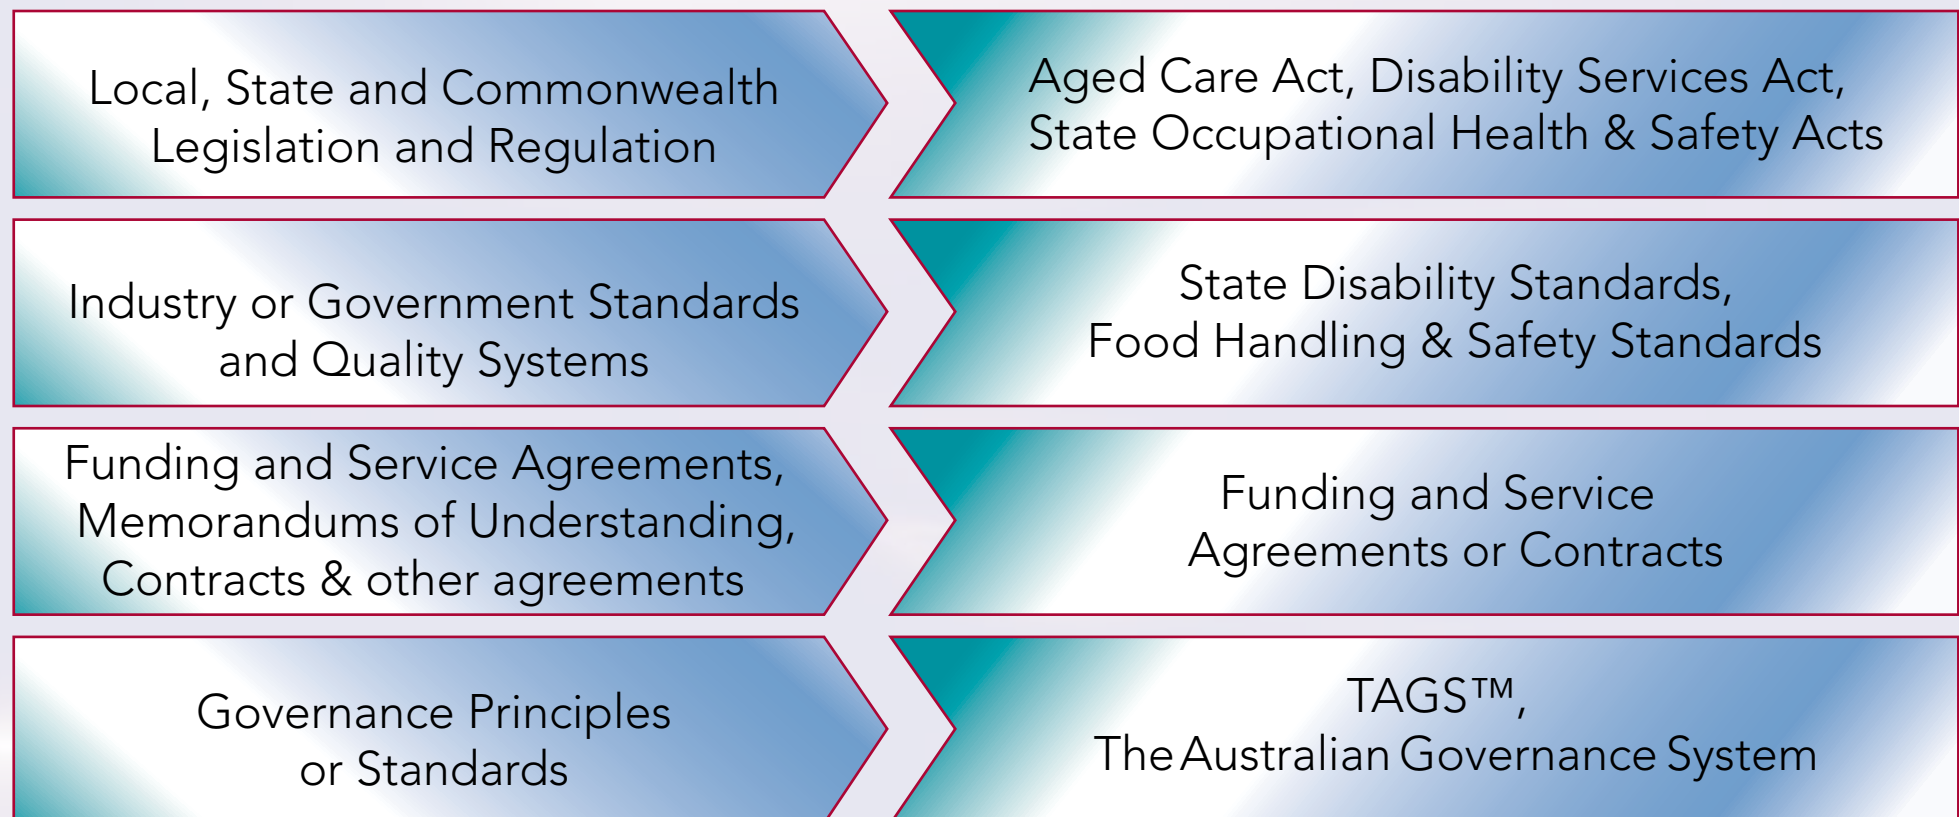 Local, State and Commonwealth
Legislation and Regulation
Aged Care Act, Disability Services Act,
State Occupational Health & Safety Acts
Industry or Government Standards
and Quality Systems
State Disability Standards,
Food Handling & Safety Standards
Funding and Service Agreements,
Memorandums of Understanding,
Contracts & other agreements
Funding and Service
Agreements or Contracts
Governance Principles
or Standards
TAGS™,
The Australian Governance System